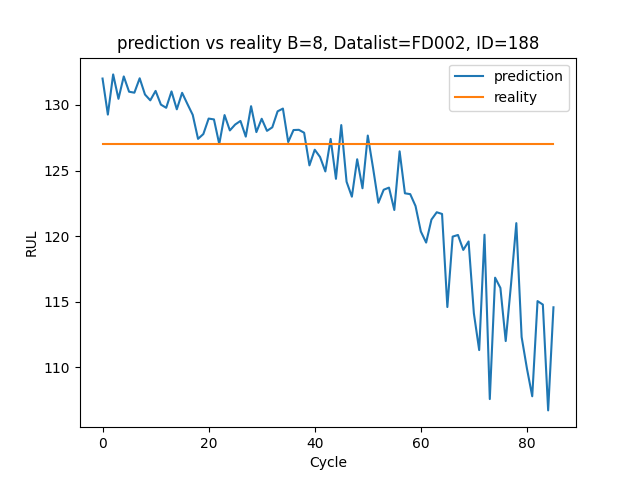 prediction vs reality B=8, Datalist=FD002, ID=188
prediction
reality
RUL
130
125
120
115
110
0 20 40 60 80
Cycle